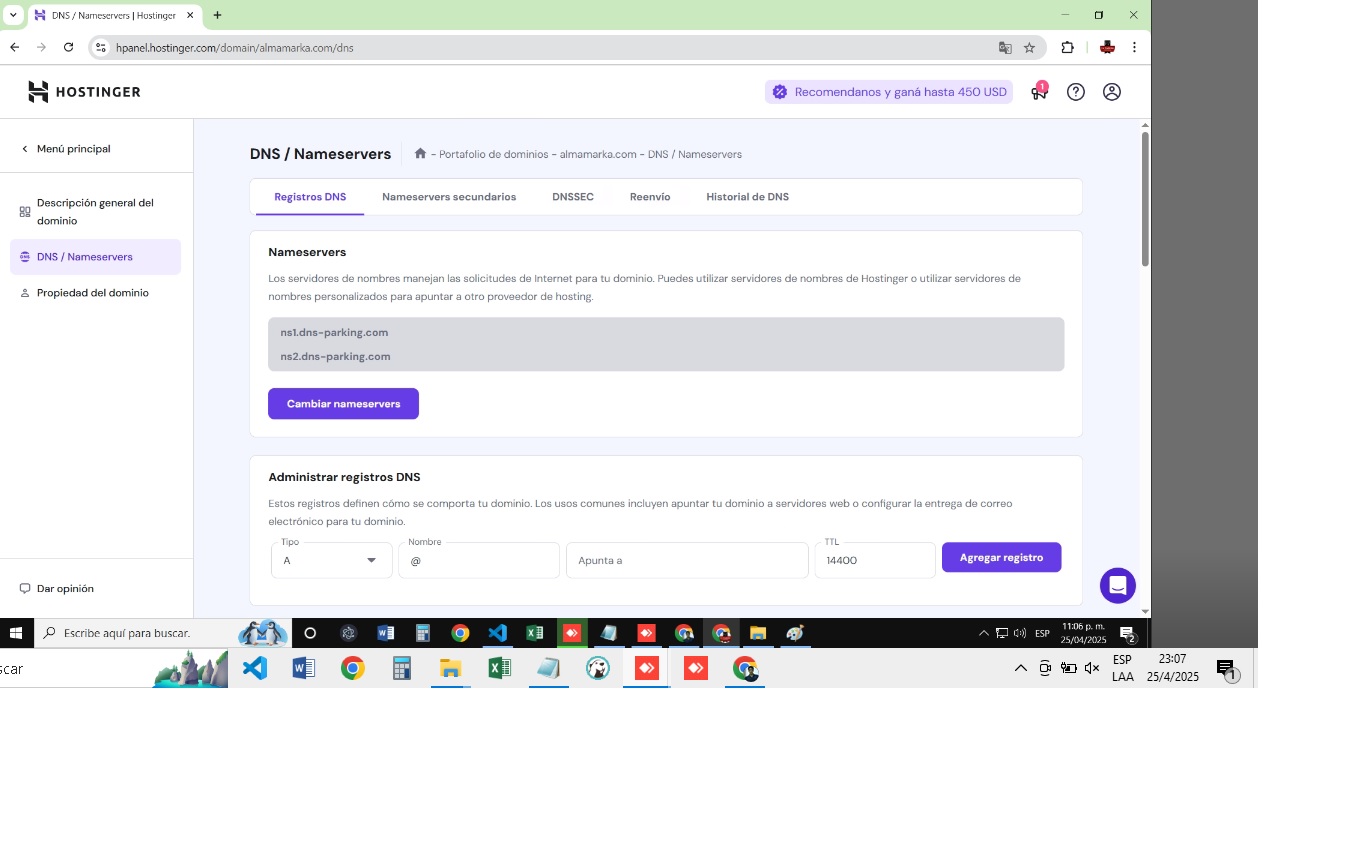 DNS / Nameservers | Hostinger
hpanel.hostinger.com/domain/almamarka.com/dns
HOSTINGER
Recomendanos y ganá hasta 450 USD
1
Menú principal
Descripción general del
dominio
DNS / Nameservers
Propiedad del dominio
Dar opinión
DNS / Nameservers
- Portafolio de dominios - almamarka.com - DNS / Nameservers
Registros DNS
Nameservers secundarios
DNSSEC
Reenvío
Historial de DNS
Nameservers
Los servidores de nombres manejan las solicitudes de Internet para tu dominio. Puedes utilizar servidores de nombres de Hostinger o utilizar servidores de
nombres personalizados para apuntar a otro proveedor de hosting.
ns1.dns-parking.com
ns2.dns-parking.com
Cambiar nameservers
Administrar registros DNS
Estos registros definen cómo se comporta tu dominio. Los usos comunes incluyen apuntar tu dominio a servidores web o configurar la entrega de correo
electrónico para tu dominio.
Tipo
A
Nombre
@
Apunta a
TTL
14400
Agregar registro
Escribe aquí para buscar.
ESP
11:06 p. m.
25/04/2025
2
scar
ESP
LAA
23:07
25/4/2025
1